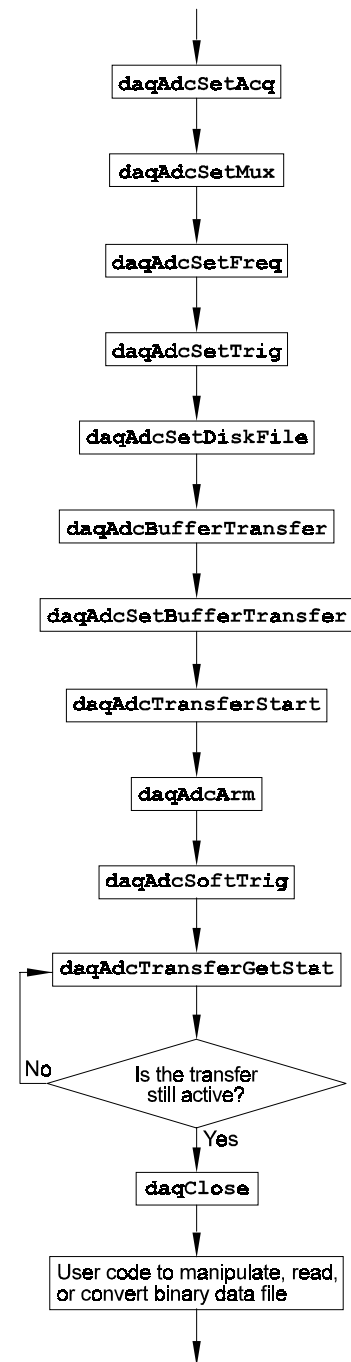 daqAdcSetAcq
daqAdcSetMux
daqAdcSetFreq
daqAdcSetTrig
daqAdcSetDiskFile
daqAdcBufferTransfer
daqAdcSetBufferTransfer
daqAdcTransferStart
daqAdcArm
daqAdcSoftTrig
daqAdcTransferGetStat
No
Is the transfer
still active?
Yes
daqClose
User code to manipulate, read,
or convert binary data file